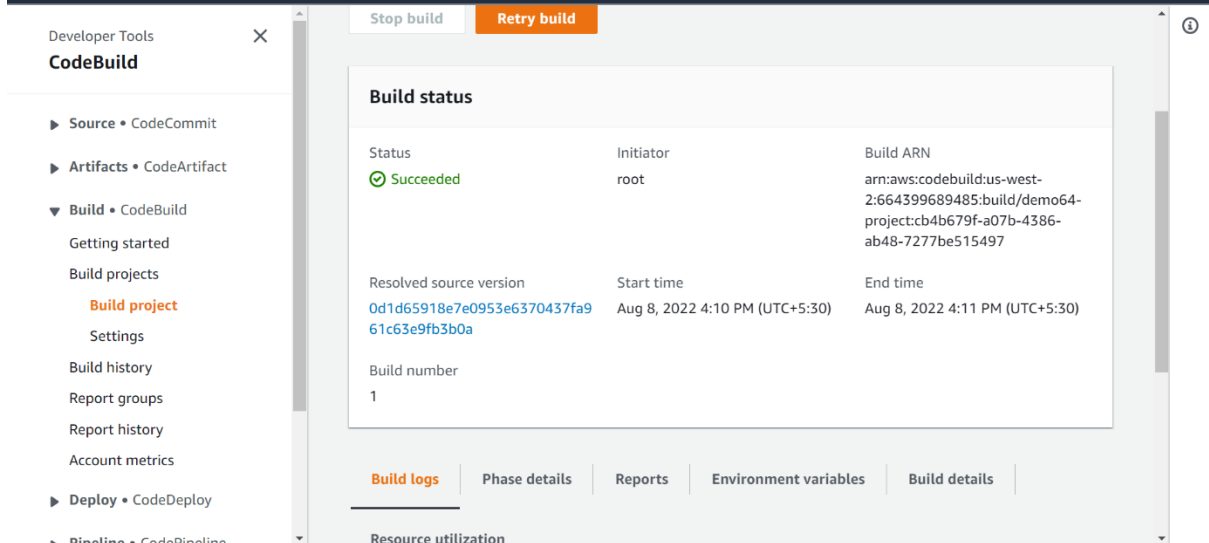 Developer Tools
CodeBuild
Source • CodeCommit
Artifacts • CodeArtifact
Build • CodeBuild
Getting started
Build projects
Build project
Settings
Build history
Report groups
Report history
Account metrics
Deploy • CodeDeploy
Pipeline • CodePipeline
Stop build
Retry build
Build status
Status
Succeeded
Initiator
root
Build ARN
arn:aws:codebuild:us-west-
2:664399689485:build/demo64-
project:cb4b679f-a07b-4386-
ab48-7277be515497
Resolved source version
0d1d65918e7e0953e6370437fa9
61c63e9fb3b0a
Start time
Aug 8, 2022 4:10 PM (UTC+5:30)
End time
Aug 8, 2022 4:11 PM (UTC+5:30)
Build number
1
Build logs
Phase details
Reports
Environment variables
Build details
Resource utilization